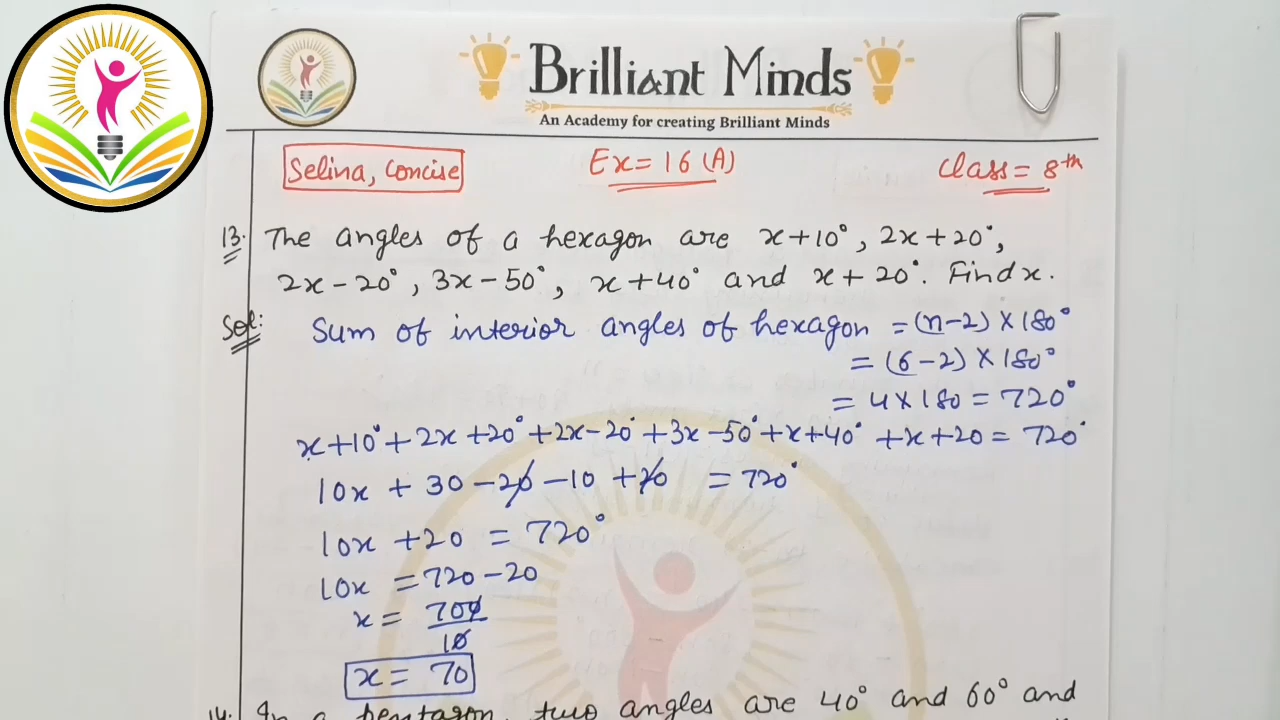 Brilliant Minds
An Academy for creating Brilliant Minds
Selina, Concise Ex = 16 (A) Class = 8th
13. The angles of a hexagon are x+10°, 2x+20°,
2x-20°, 3x-50°, x+40° and x+20°. Find x.
Sol: Sum of interior angles of hexagon = (n-2) × 180°
= (6-2) × 180°
= 4 × 180 = 720°
x+10°+2x+20°+2x-20°+3x-50°+x+40°+x+20 = 720°
10x + 30 - 20 - 10 + 20 = 720°
10x + 20 = 720°
10x = 720 - 20
x = 700
10
x = 70
14. In a pentagon, two angles are 40° and 60° and